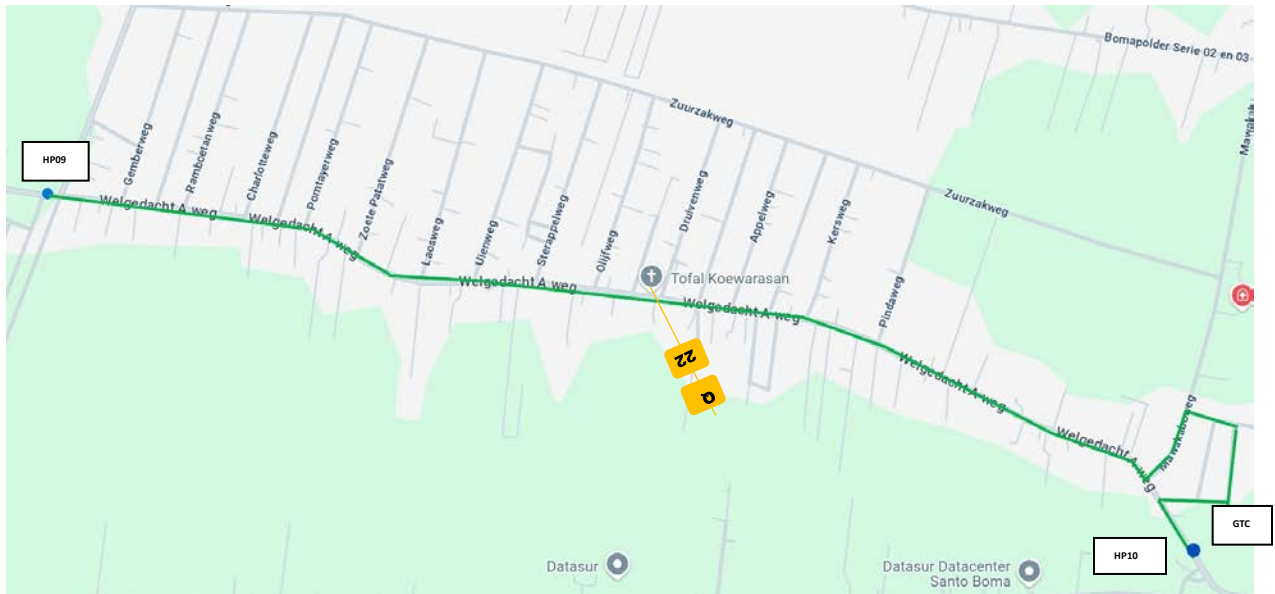 Bomapolder Serie 02 en 03
Zuurzakweg
HP09
Gemberweg
Ramboetanweg
Charlotteweg
Pomtayerweg
Zoete Patatweg
Laosweg
Uienweg
Sterappelweg
Olijfweg
Druivenweg
Appelweg
Kersweg
Pindaweg
Zuurzakweg
Welgedacht A weg
Welgedacht A weg
Welgedacht A weg
Tofal Koewarasan
Welgedacht A weg
22
Q
Welgedacht A weg
Welgedacht A weg
Mawakaboweg
GTC
HP10
Datasur
Datasur Datacenter
Santo Boma